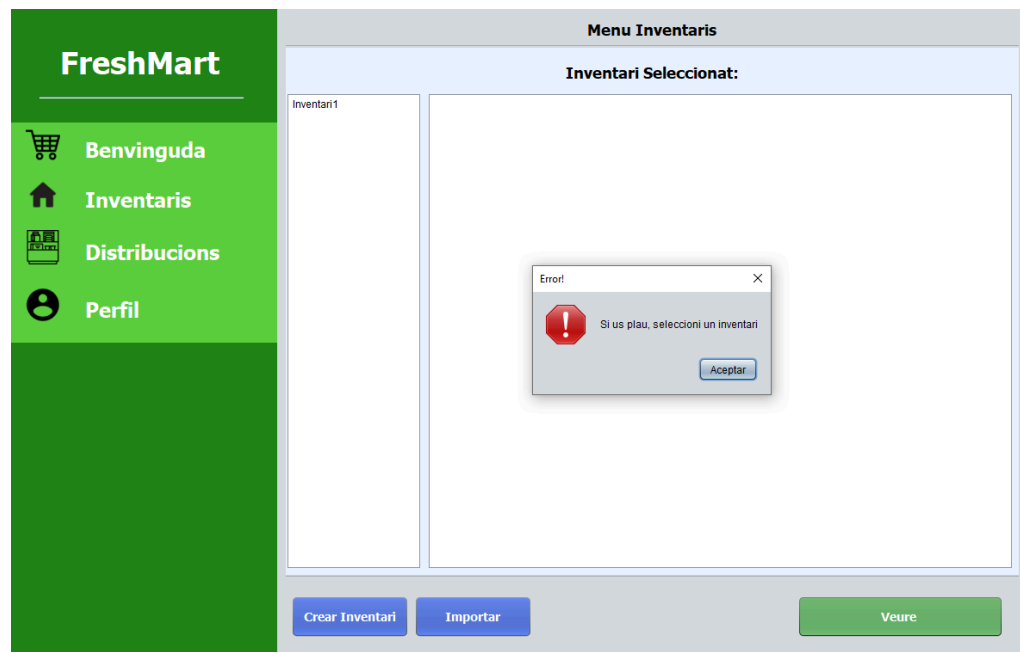 FreshMart
Benvinguda
Inventaris
Distribucions
Perfil
Menu Inventaris
Inventari Seleccionat:
Inventari1
Error!
Si us plau, seleccioni un inventari
Aceptar
Crear Inventari
Importar
Veure